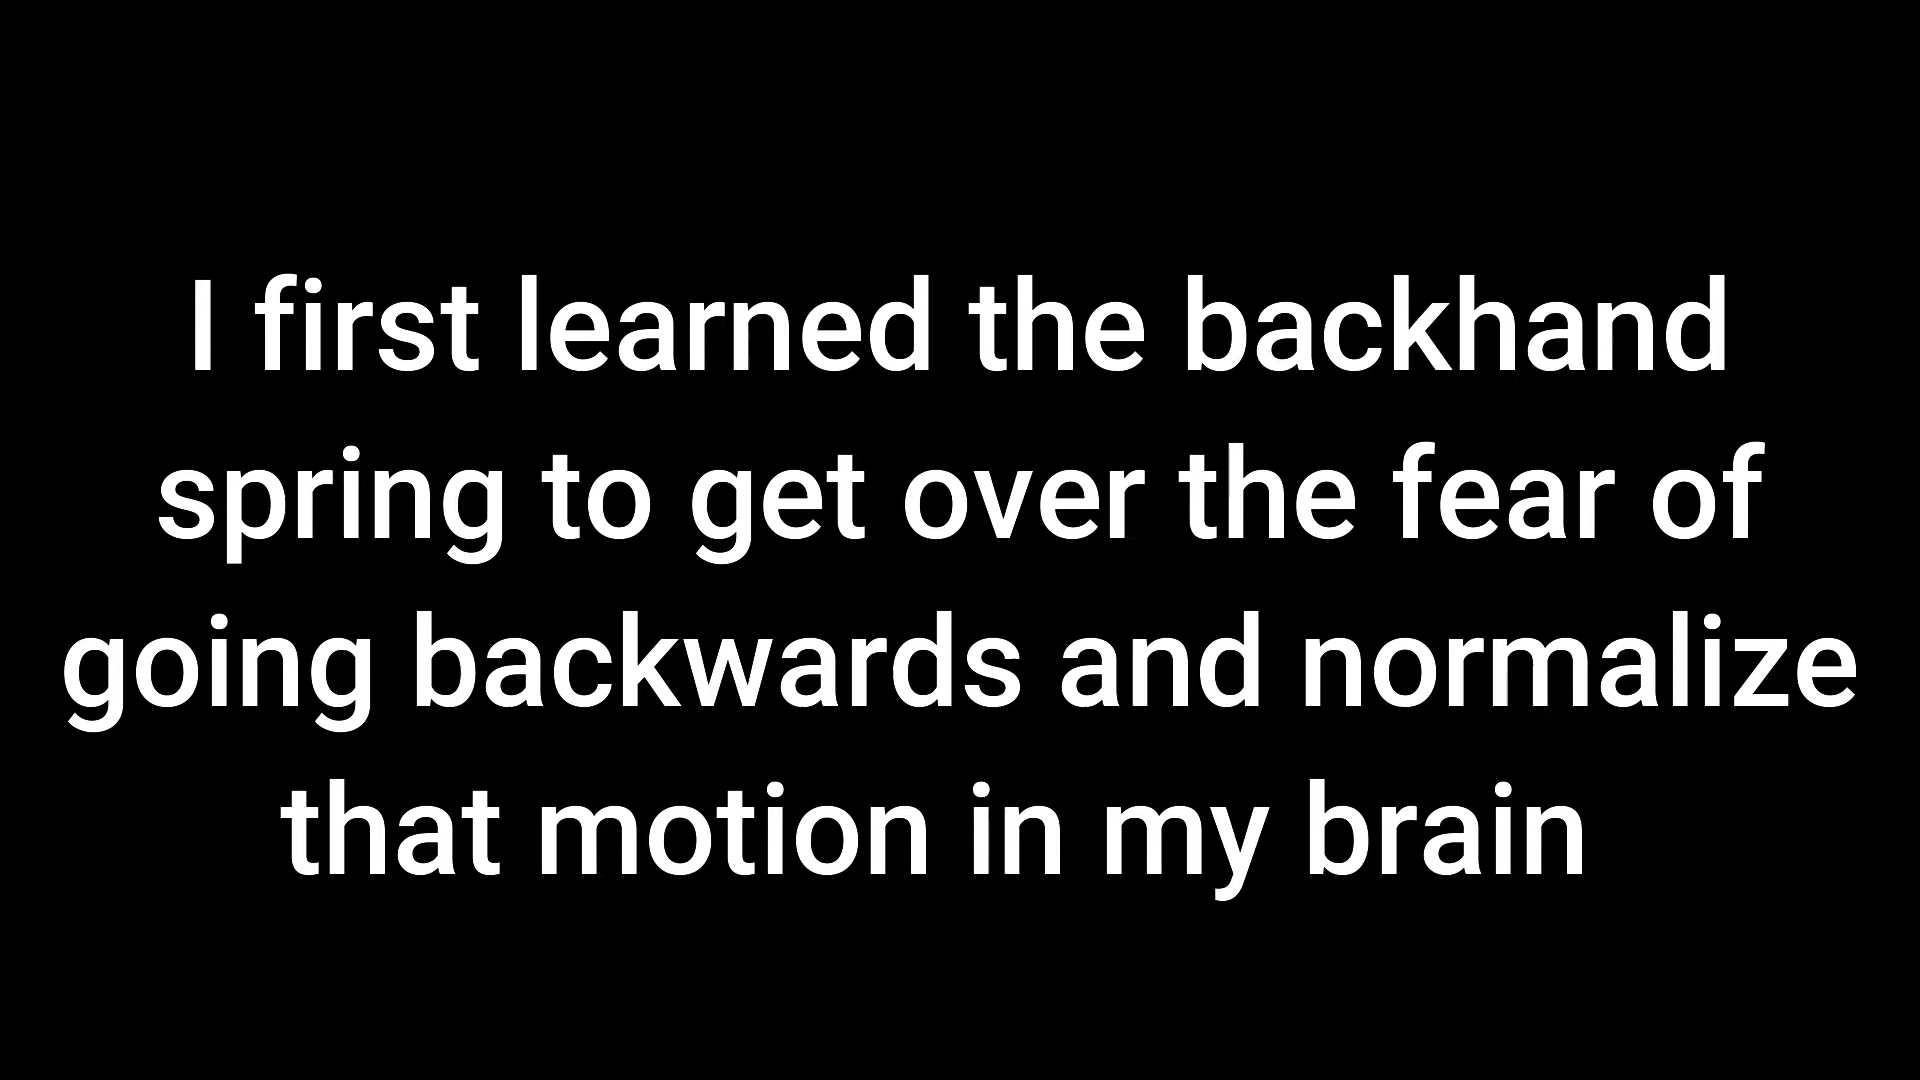 I first learned the backhand
spring to get over the fear of
going backwards and normalize
that motion in my brain